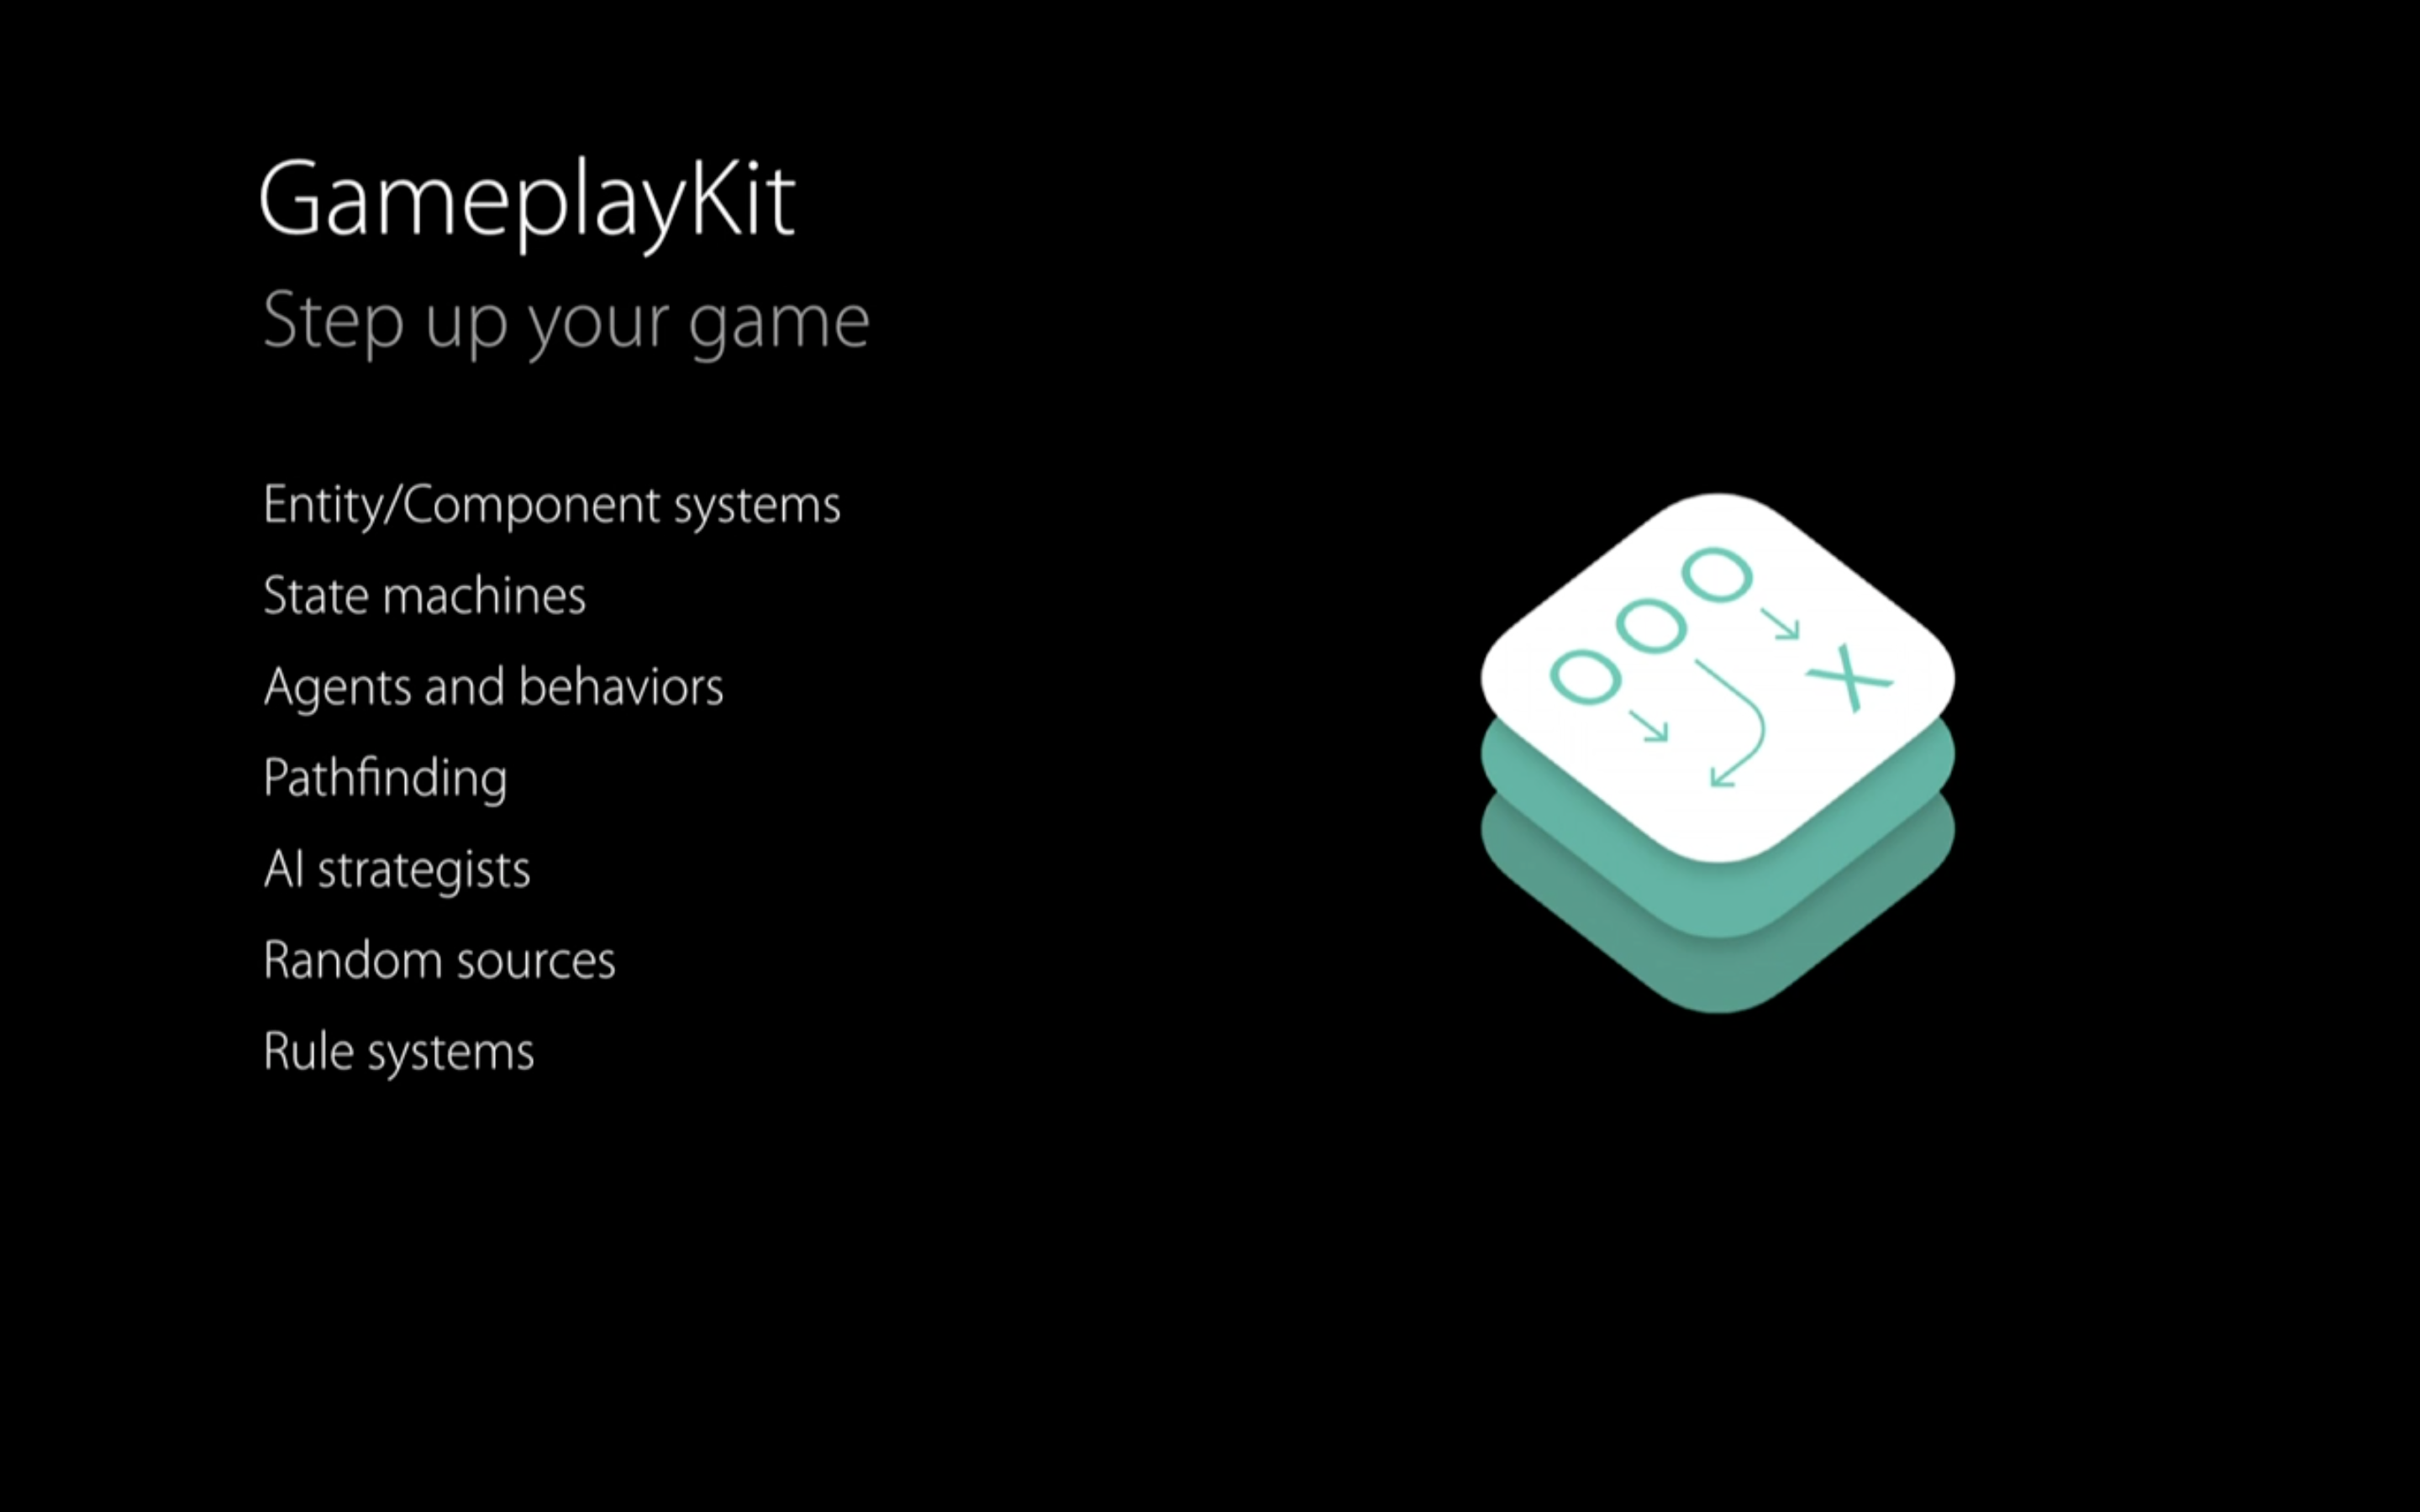 GameplayKit
Step up your game
Entity/Component systems
State machines
Agents and behaviors
Pathfinding
AI strategists
Random sources
Rule systems
O O O
X